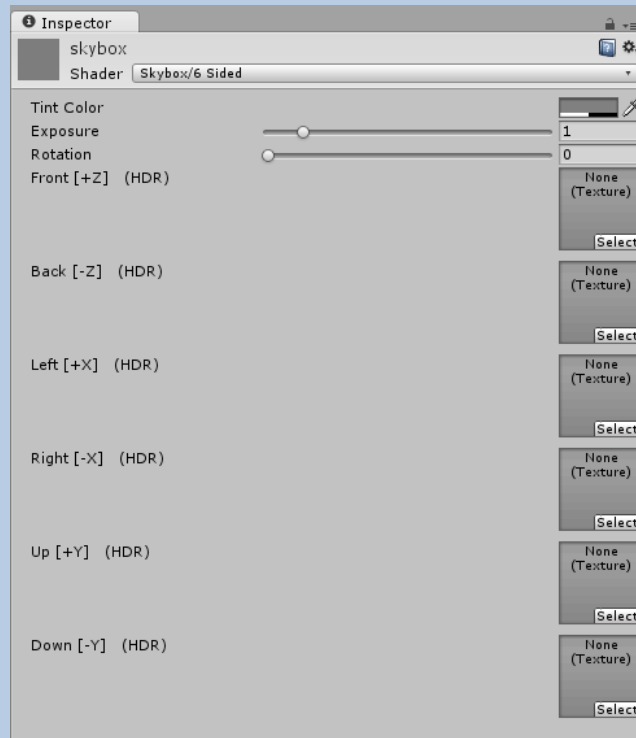 Inspector
skybox
Shader Skybox/6 Sided
Tint Color
Exposure 1
Rotation 0
Front [+Z] (HDR)
None
(Texture)
Select
Back [-Z] (HDR)
None
(Texture)
Select
Left [+X] (HDR)
None
(Texture)
Select
Right [-X] (HDR)
None
(Texture)
Select
Up [+Y] (HDR)
None
(Texture)
Select
Down [-Y] (HDR)
None
(Texture)
Select